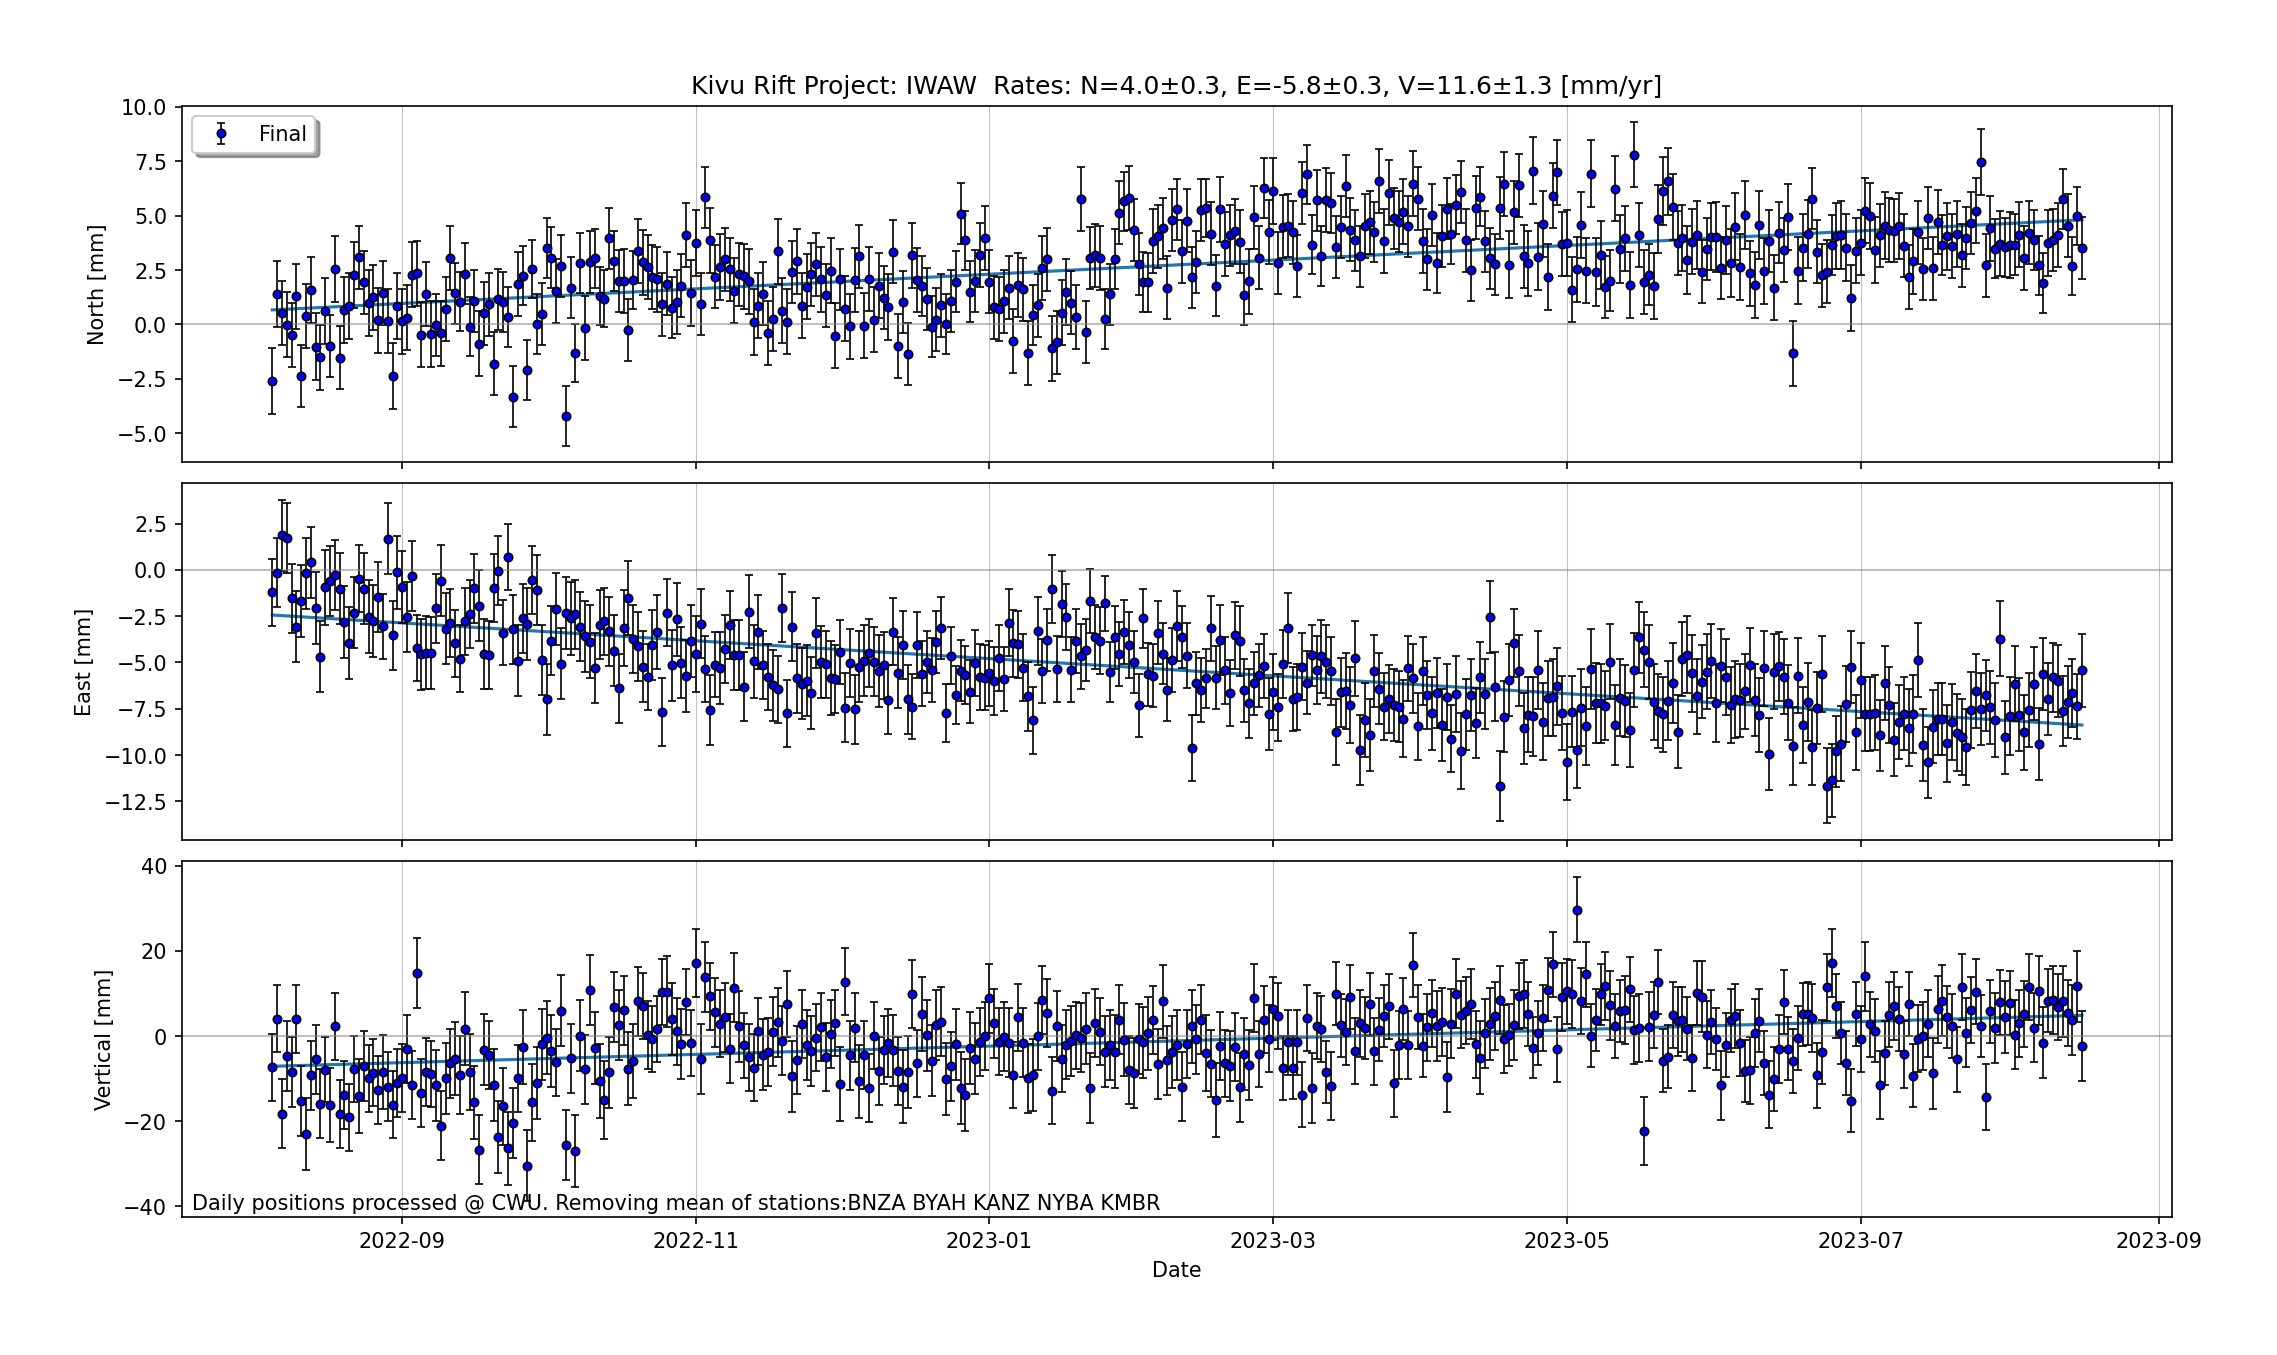 Kivu Rift Project: IWAW  Rates: N=4.0±0.3, E=-5.8±0.3, V=11.6±1.3 [mm/yr]
Final
North [mm]
10.0
7.5
5.0
2.5
0.0
−2.5
−5.0
East [mm]
2.5
0.0
−2.5
−5.0
−7.5
−10.0
−12.5
Vertical [mm]
40
20
0
−20
−40
Daily positions processed @ CWU. Removing mean of stations:BNZA BYAH KANZ NYBA KMBR
2022-09 2022-11 2023-01 2023-03 2023-05 2023-07 2023-09
Date